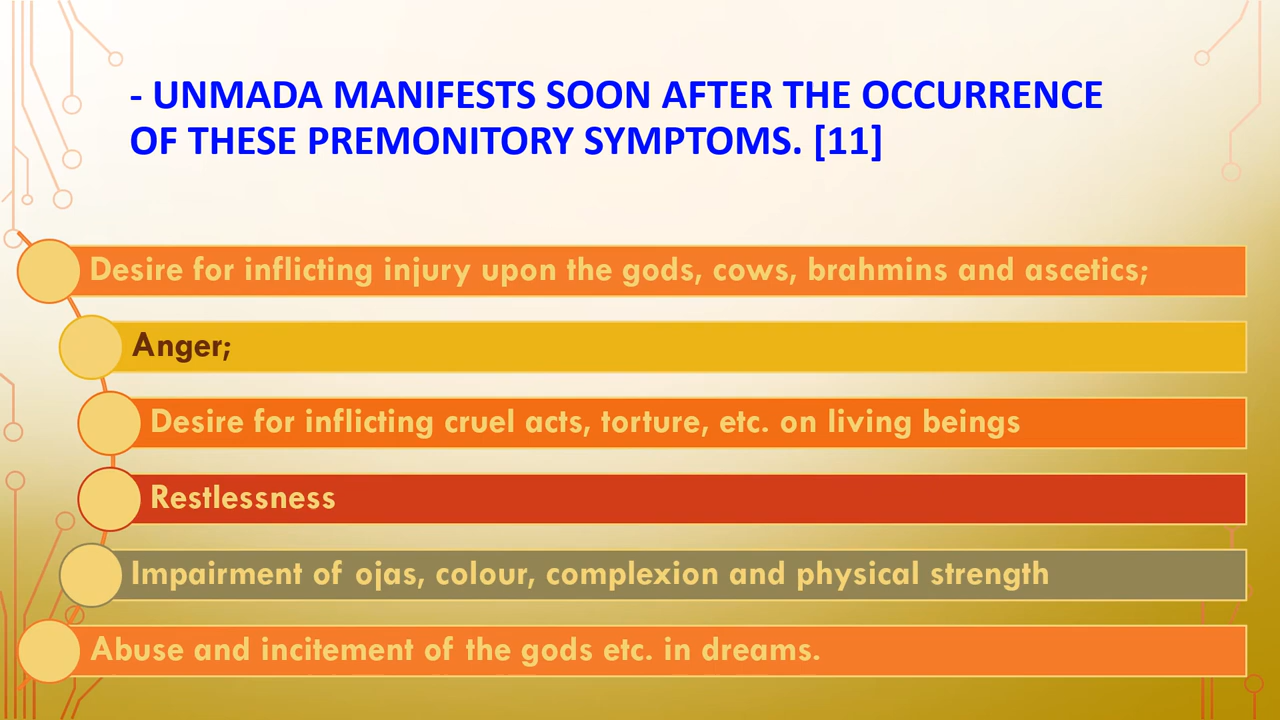 - UNMADA MANIFESTS SOON AFTER THE OCCURRENCE
OF THESE PREMONITORY SYMPTOMS. [11]
Desire for inflicting injury upon the gods, cows, brahmins and ascetics;
Anger;
Desire for inflicting cruel acts, torture, etc. on living beings
Restlessness
Impairment of ojas, colour, complexion and physical strength
Abuse and incitement of the gods etc. in dreams.